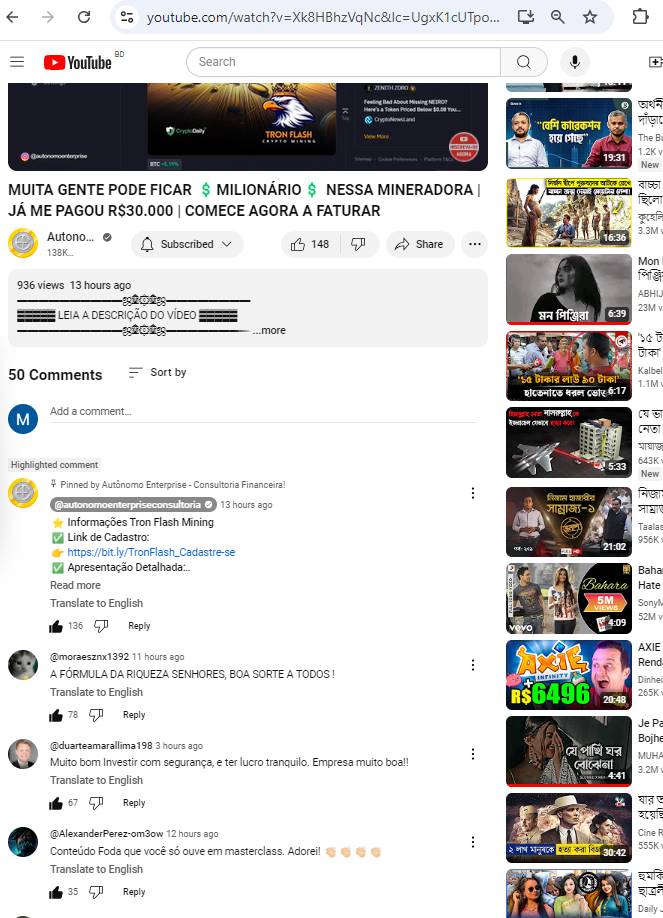 youtube.com/watch?v=Xk8HBhzVqNc&lc=UgxK1cUTpo...
YouTube BD
Search
ZENITH ZORO
Feeling Bad About Missing NEIRO?
Here's a Token Priced Below $0.08 You...
CryptoNewsLand
View More
CryptoDaily
TRON FLASH
CRYPTO MINING
@autonomoenterprise
BTC
INSCREVA-SE
AGORA
MUITA GENTE PODE FICAR 💲 MILIONÁRIO 💲 NESSA MINERADORA |
JÁ ME PAGOU R$30.000 | COMECE AGORA A FATURAR
Autono...
138K...
Subscribed
148
Share
936 views 13 hours ago
LEIA A DESCRIÇÃO DO VÍDEO
...more
50 Comments
Sort by
M
Add a comment...
Highlighted comment
Pinned by Autônomo Enterprise - Consultoria Financeira!
@autonomoenterpriseconsultoria 13 hours ago
⭐ Informações Tron Flash Mining
✅ Link de Cadastro:
👉 https://bit.ly/TronFlash_Cadastre-se
✅ Apresentação Detalhada:..
Read more
Translate to English
136
Reply
@moraesznx1392 11 hours ago
A FÓRMULA DA RIQUEZA SENHORES, BOA SORTE A TODOS !
Translate to English
78
Reply
@duarteamarallima198 3 hours ago
Muito bom Investir com segurança, e ter lucro tranquilo. Empresa muito boa!!
Translate to English
67
Reply
@AlexanderPerez-om3ow 12 hours ago
Conteúdo Foda que você só ouve em masterclass. Adorei! 👏🏼 👏🏼 👏🏼 👏🏼
Translate to English
35
Reply
"বেশি কারেকশন
হয়ে গেছে"
19:31
অর্থনী
The Bu
1.2K v
New
16:36
বাচ্চা
ছিলো
কুহেলি
3.3M v
মন পিঞ্জিরা
6:39
Mon
পিঞ্জি
ABHIJ
23M v
'১৫ টাকার লাউ ৯০ টাকা'
হাতেনাতে ধরল ভোক্তা
6:17
'১৫ ট
টাকা'
Kalbel
1.1M v
5:33
যে ভা
নেতা
643K v
New
নিজাম হাজারীর
সাম্রাজ্য-১
21:02
নিজা
সাম্রা
Taalas
956K v
Bahara
5M
VIEWS
vevo
4:09
Bahar
Hate
SonyM
52M v
AXIE
INFINITY
R$6496
20:48
AXIE
Renda
Dinhei
265K v
যে পাখি ঘর
বোঝেনা
4:41
Je Pa
Bojhe
MUHA
3.2M v
২ লাখ মানুষকে হত্যা করা
30:42
যার
হয়েছি
Cine R
555K v
হুমকি
ছাত্রলী
Daily J